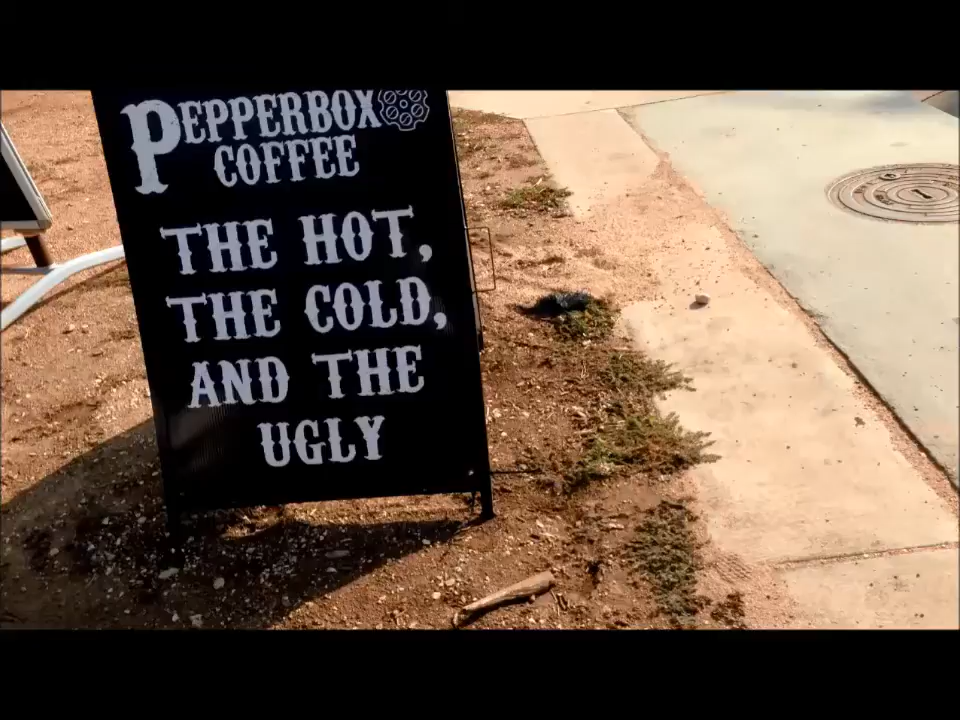 PEPPERBOX
COFFEE
THE HOT,
THE COLD,
AND THE
UGLY